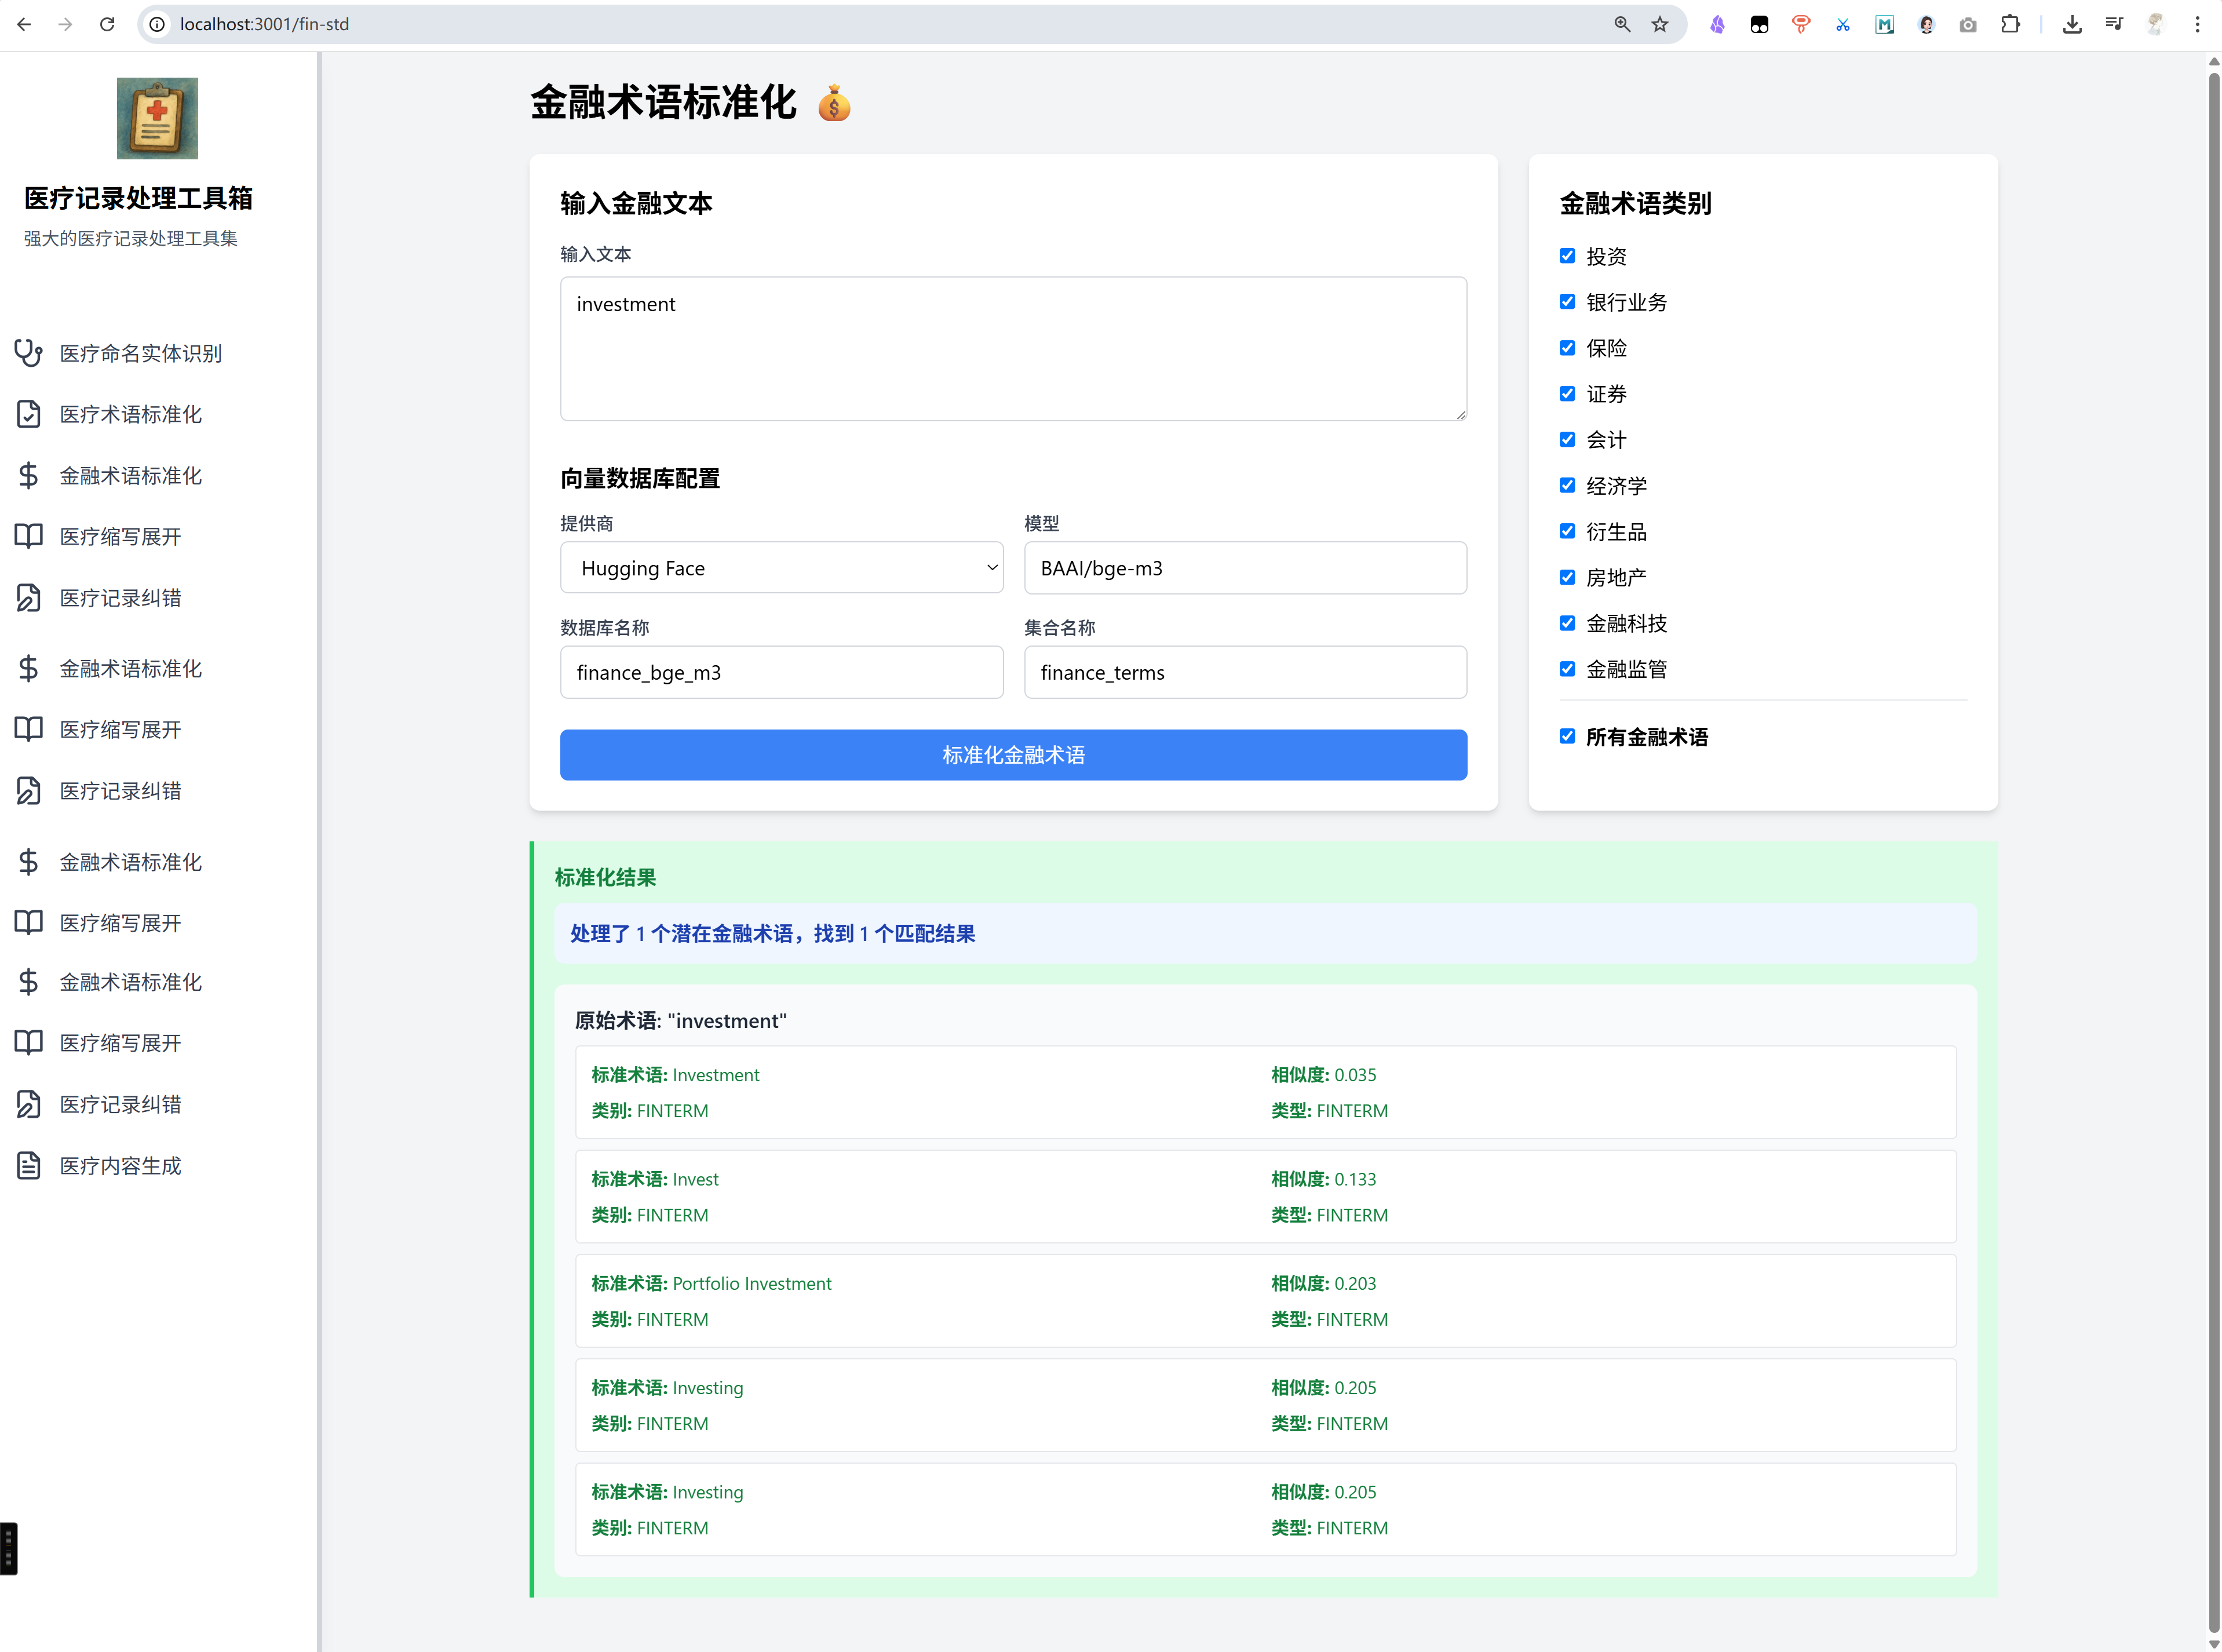 localhost:3001/fin-std
医疗记录处理工具箱
强大的医疗记录处理工具集
医疗命名实体识别
医疗术语标准化
金融术语标准化
医疗缩写展开
医疗记录纠错
金融术语标准化
医疗缩写展开
医疗记录纠错
金融术语标准化
医疗缩写展开
金融术语标准化
医疗缩写展开
医疗记录纠错
医疗内容生成
金融术语标准化 💰
输入金融文本
输入文本
investment
向量数据库配置
提供商 模型
Hugging Face BAAI/bge-m3
数据库名称 集合名称
finance_bge_m3 finance_terms
标准化金融术语
金融术语类别
投资
银行业务
保险
证券
会计
经济学
衍生品
房地产
金融科技
金融监管
所有金融术语
标准化结果
处理了 1 个潜在金融术语，找到 1 个匹配结果
原始术语: "investment"
标准术语: Investment 相似度: 0.035
类别: FINTERM 类型: FINTERM
标准术语: Invest 相似度: 0.133
类别: FINTERM 类型: FINTERM
标准术语: Portfolio Investment 相似度: 0.203
类别: FINTERM 类型: FINTERM
标准术语: Investing 相似度: 0.205
类别: FINTERM 类型: FINTERM
标准术语: Investing 相似度: 0.205
类别: FINTERM 类型: FINTERM